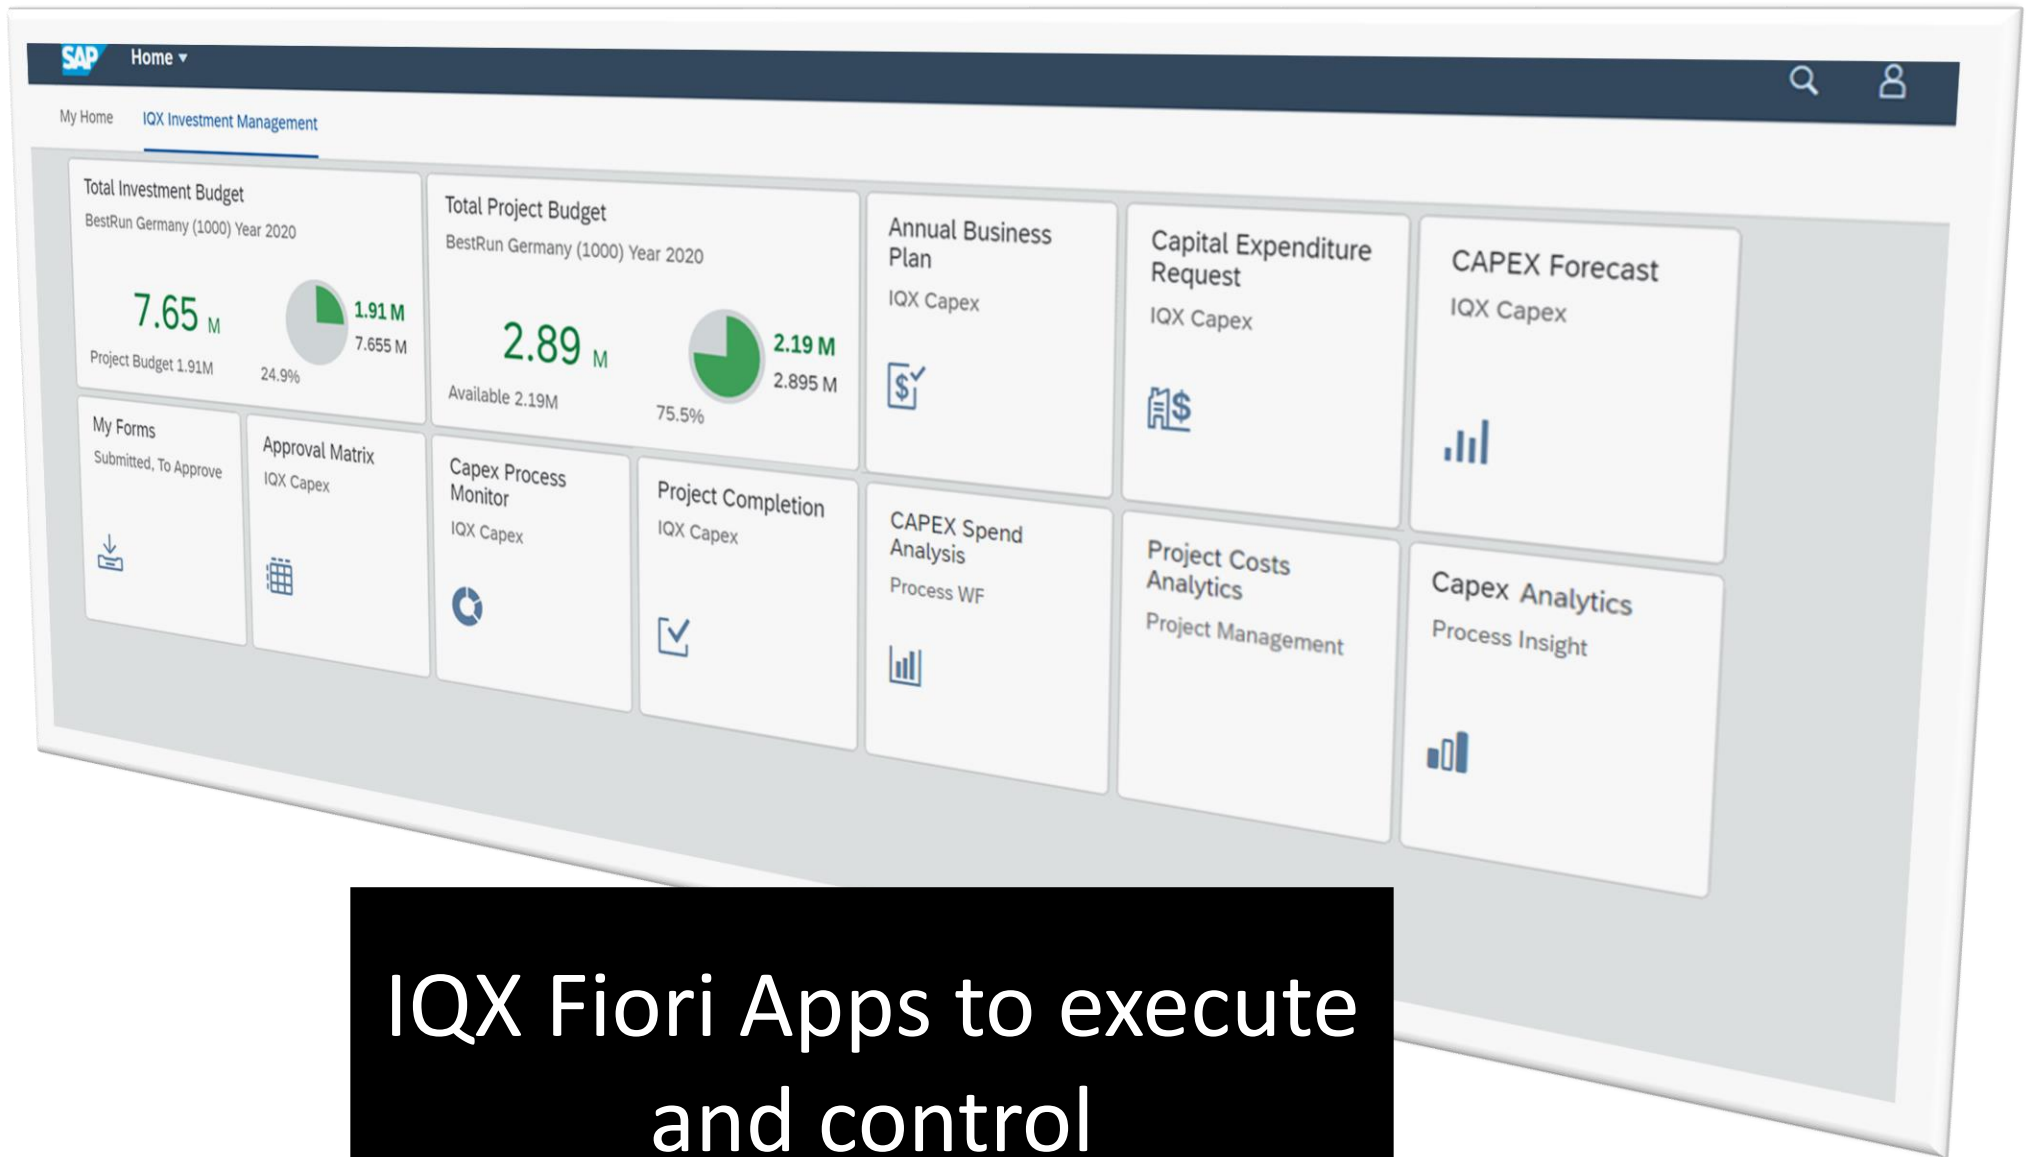 SAP Home
My Home IQX Investment Management
Total Investment Budget
BestRun Germany (1000) Year 2020
7.65 M
1.91 M
7.655 M
Project Budget 1.91M
24.9%
Total Project Budget
BestRun Germany (1000) Year 2020
2.89 M
2.19 M
2.895 M
Available 2.19M
75.5%
Annual Business
Plan
IQX Capex
Capital Expenditure
Request
IQX Capex
CAPEX Forecast
IQX Capex
My Forms
Submitted, To Approve
Approval Matrix
IQX Capex
Capex Process
Monitor
IQX Capex
Project Completion
IQX Capex
CAPEX Spend
Analysis
Process WF
Project Costs
Analytics
Project Management
Capex Analytics
Process Insight
IQX Fiori Apps to execute
and control